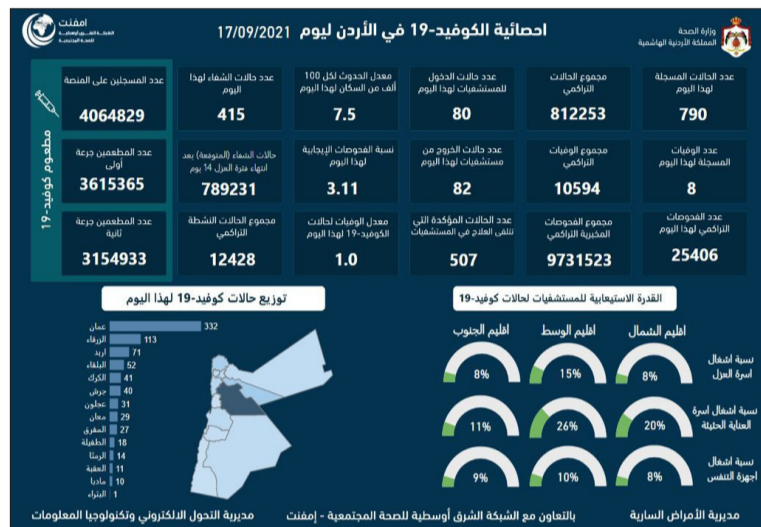 احصائية الكوفيد-19 في الأردن ليوم 17/09/2021
وزارة الصحة
المملكة الأردنية الهاشمية
امفنت
الشبكة الشرق أوسطية
للصحة المجتمعية
عدد الحالات المسجلة
لهذا اليوم
790
مجموع الحالات
التراكمي
812253
عدد حالات الدخول
للمستشفيات لهذا اليوم
80
معدل الحدوث لكل 100
ألف من السكان لهذا اليوم
7.5
عدد حالات الشفاء لهذا
اليوم
415
عدد المسجلين على المنصة
4064829
عدد الوفيات
المسجلة لهذا اليوم
8
مجموع الوفيات
التراكمي
10594
عدد حالات الخروج من
مستشفيات لهذا اليوم
82
نسبة الفحوصات الإيجابية
لهذا اليوم
3.11
حالات الشفاء (المتوقعة) بعد
انتهاء فترة العزل 14 يوم
789231
عدد المطعمين جرعة
أولى
3615365
عدد الفحوصات
التراكمي لهذا اليوم
25406
مجموع الفحوصات
المخبرية التراكمي
9731523
عدد الحالات المؤكدة التي
تتلقى العلاج في المستشفيات
507
معدل الوفيات لحالات
الكوفيد-19 لهذا اليوم
1.0
مجموع الحالات النشطة
التراكمي
12428
عدد المطعمين جرعة
ثانية
3154933
مطعوم كوفيد-19
القدرة الاستيعابية للمستشفيات لحالات كوفيد-19
اقليم الشمال
اقليم الوسط
اقليم الجنوب
نسبة اشغال
اسرة العزل
8%
15%
8%
نسبة اشغال اسرة
العناية الحثيثة
20%
26%
11%
نسبة اشغال
اجهزة التنفس
8%
10%
9%
توزيع حالات كوفيد-19 لهذا اليوم
عمان 332
الزرقاء 113
اربد 71
البلقاء 52
الكرك 41
جرش 40
عجلون 31
معان 29
المفرق 27
الطفيلة 18
الرمثا 14
العقبة 11
مادبا 10
البتراء 1
مديرية الأمراض السارية
بالتعاون مع الشبكة الشرق أوسطية للصحة المجتمعية - إمفنت
مديرية التحول الالكتروني وتكنولوجيا المعلومات